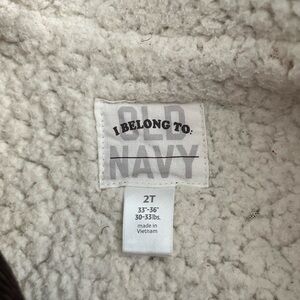 OLD
I BELONG TO:
NAVY
2T
33"-36"
30-33lbs.
made in
Vietnam